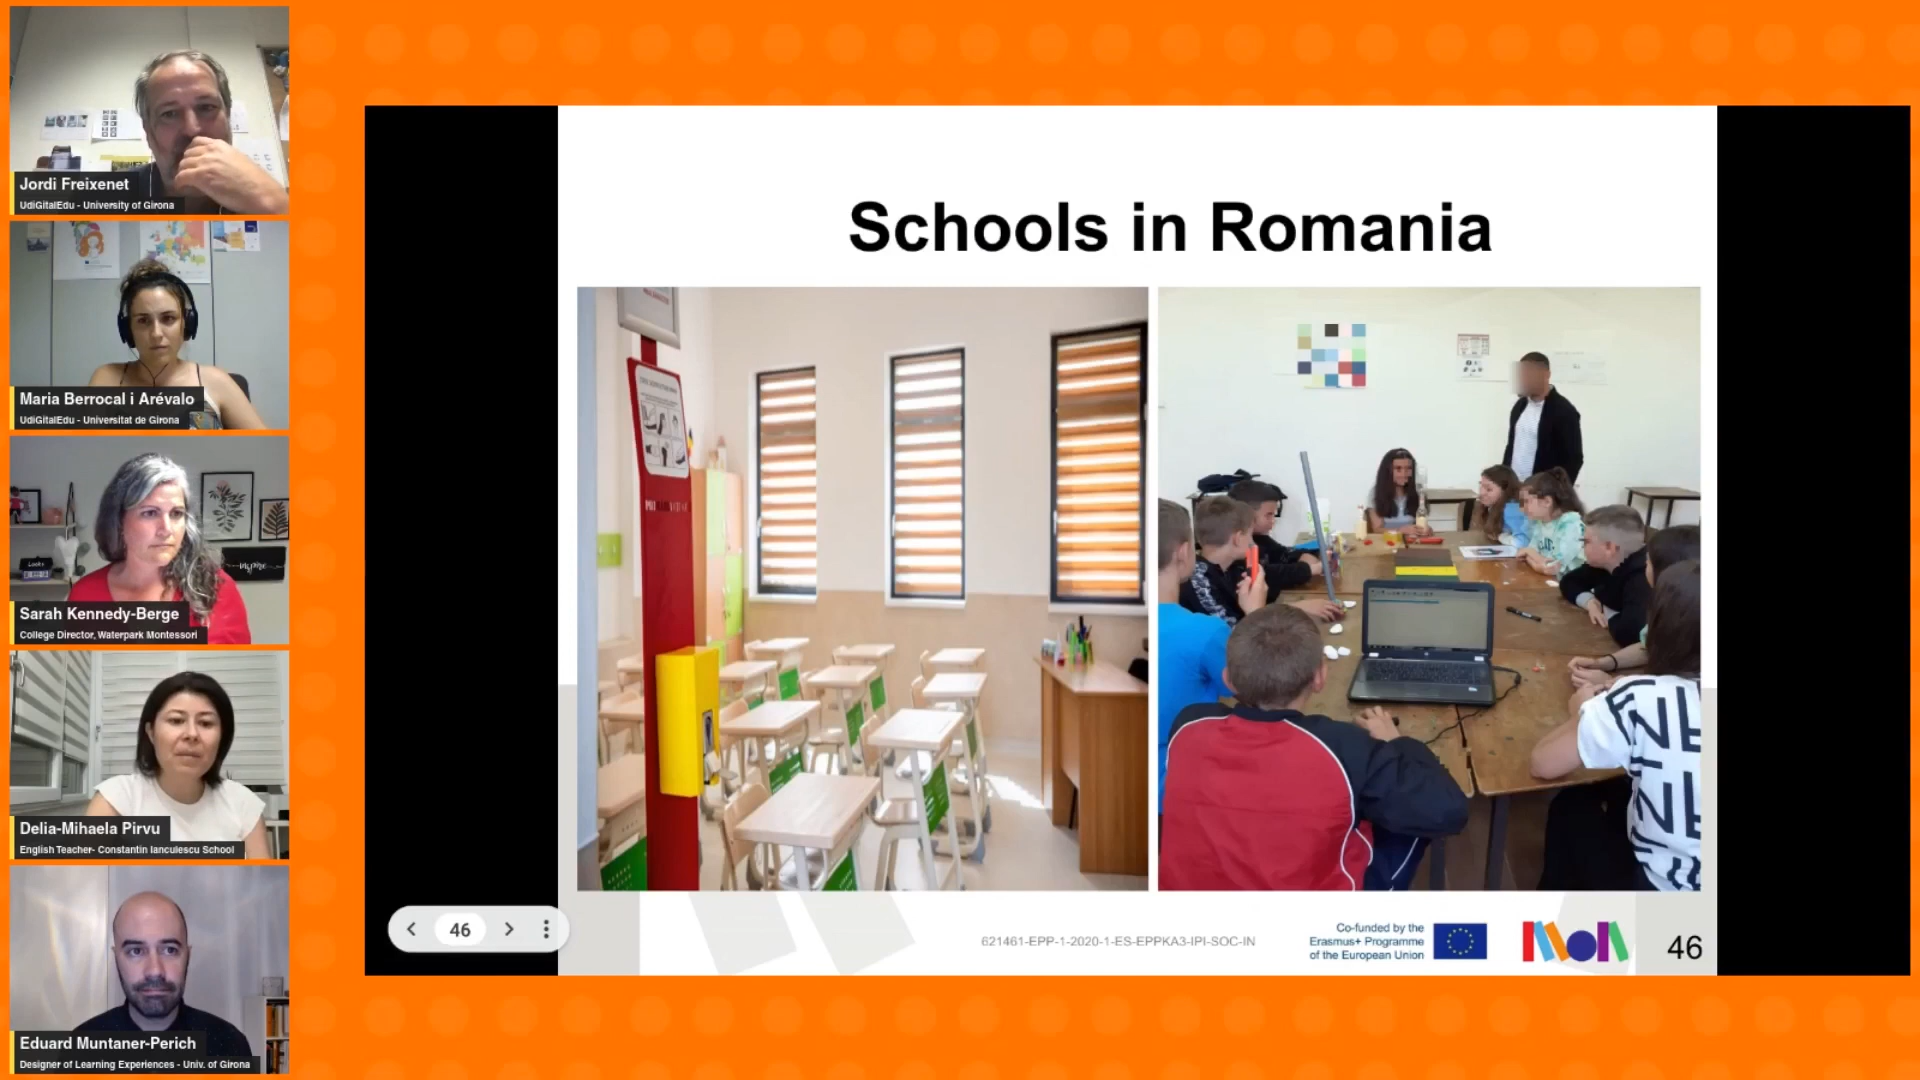 Jordi Freixenet
UdiGitalEdu - University of Girona
Maria Berrocal i Arévalo
UdiGitalEdu - Universitat de Girona
Sarah Kennedy-Berge
College Director, Waterpark Montessori
inspire
Delia-Mihaela Pirvu
English Teacher- Constantin Ianculescu School
Eduard Muntaner-Perich
Designer of Learning Experiences - Univ. of Girona
Schools in Romania
46
621461-EPP-1-2020-1-ES-EPPKA3-IPI-SOC-IN
Co-funded by the
Erasmus+ Programme
of the European Union
46